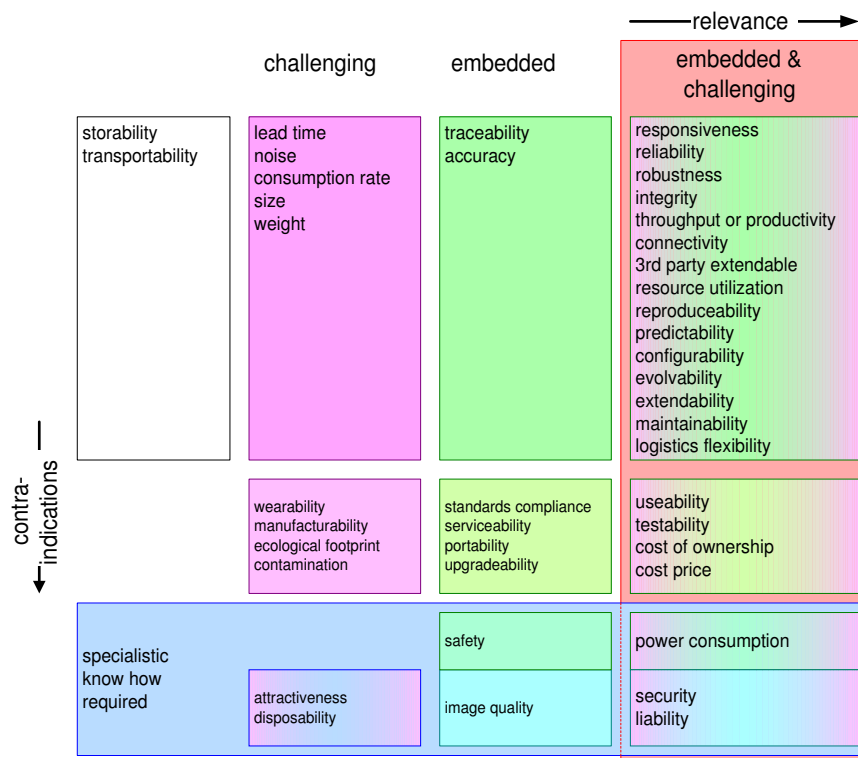 relevance
challenging
embedded
embedded &
challenging
storability
transportability
lead time
noise
consumption rate
size
weight
traceability
accuracy
responsiveness
reliability
robustness
integrity
throughput or productivity
connectivity
3rd party extendable
resource utilization
reproduceability
predictability
configurability
evolvability
extendability
maintainability
logistics flexibility
contra-
indications
wearability
manufacturability
ecological footprint
contamination
standards compliance
serviceability
portability
upgradeability
useability
testability
cost of ownership
cost price
specialistic
know how
required
attractiveness
disposability
safety
image quality
power consumption
security
liability